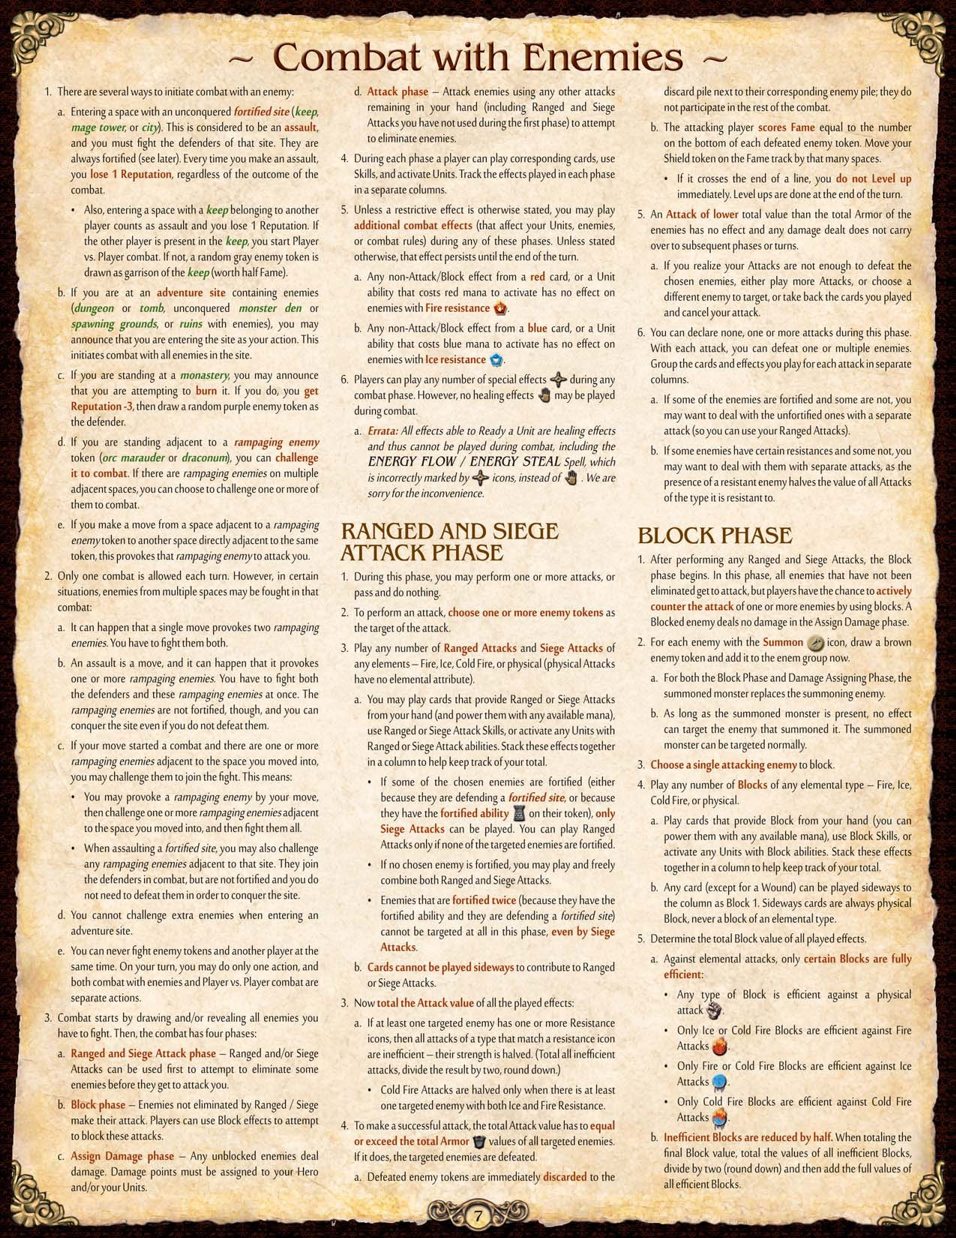 ~ Combat with Enemies ~
1. There are several ways to initiate combat with an enemy:
a. Entering a space with an unconquered fortified site (keep,
mage tower, or city). This is considered to be an assault,
and you must fight the defenders of that site. They are
always fortified (see later). Every time you make an assault,
you lose 1 Reputation, regardless of the outcome of the
combat.
• Also, entering a space with a keep belonging to another
player counts as assault and you lose 1 Reputation. If
the other player is present in the keep, you start Player
vs. Player combat. If not, a random gray enemy token is
drawn as garrison of the keep (worth half Fame).
b. If you are at an adventure site containing enemies
(dungeon or tomb, unconquered monster den or
spawning grounds, or ruins with enemies), you may
announce that you are entering the site as your action. This
initiates combat with all enemies in the site.
c. If you are standing at a monastery, you may announce
that you are attempting to burn it. If you do, you get
Reputation -3, then draw a random purple enemy token as
the defender.
d. If you are standing adjacent to a rampaging enemy
token (orc marauder or draconum), you can challenge
it to combat. If there are rampaging enemies on multiple
adjacent spaces, you can choose to challenge one or more of
them to combat.
e. If you make a move from a space adjacent to a rampaging
enemy token to another space directly adjacent to the same
token, this provokes that rampaging enemy to attack you.
2. Only one combat is allowed each turn. However, in certain
situations, enemies from multiple spaces may be fought in that
combat:
a. It can happen that a single move provokes two rampaging
enemies. You have to fight them both.
b. An assault is a move, and it can happen that it provokes
one or more rampaging enemies. You have to fight both
the defenders and these rampaging enemies at once. The
rampaging enemies are not fortified, though, and you can
conquer the site even if you do not defeat them.
c. If your move started a combat and there are one or more
rampaging enemies adjacent to the space you moved into,
you may challenge them to join the fight. This means:
• You may provoke a rampaging enemy by your move,
then challenge one or more rampaging enemies adjacent
to the space you moved into, and then fight them all.
• When assaulting a fortified site, you may also challenge
any rampaging enemies adjacent to that site. They join
the defenders in combat, but are not fortified and you do
not need to defeat them in order to conquer the site.
d. You cannot challenge extra enemies when entering an
adventure site.
e. You can never fight enemy tokens and another player at the
same time. On your turn, you may do only one action, and
both combat with enemies and Player vs. Player combat are
separate actions.
3. Combat starts by drawing and/or revealing all enemies you
have to fight. Then, the combat has four phases:
a. Ranged and Siege Attack phase – Ranged and/or Siege
Attacks can be used first to attempt to eliminate some
enemies before they get to attack you.
b. Block phase – Enemies not eliminated by Ranged / Siege
make their attack. Players can use Block effects to attempt
to block these attacks.
c. Assign Damage phase – Any unblocked enemies deal
damage. Damage points must be assigned to your Hero
and/or your Units.
d. Attack phase – Attack enemies using any other attacks
remaining in your hand (including Ranged and Siege
Attacks you have not used during the first phase) to attempt
to eliminate enemies.
4. During each phase a player can play corresponding cards, use
Skills, and activate Units. Track the effects played in each phase
in a separate columns.
5. Unless a restrictive effect is otherwise stated, you may play
additional combat effects (that affect your Units, enemies,
or combat rules) during any of these phases. Unless stated
otherwise, that effect persists until the end of the turn.
a. Any non-Attack/Block effect from a red card, or a Unit
ability that costs red mana to activate has no effect on
enemies with Fire resistance.
b. Any non-Attack/Block effect from a blue card, or a Unit
ability that costs blue mana to activate has no effect on
enemies with Ice resistance.
6. Players can play any number of special effects during any
combat phase. However, no healing effects may be played
during combat.
a. Errata: All effects able to Ready a Unit are healing effects
and thus cannot be played during combat, including the
ENERGY FLOW / ENERGY STEAL Spell, which
is incorrectly marked by icons, instead of . We are
sorry for the inconvenience.
RANGED AND SIEGE
ATTACK PHASE
1. During this phase, you may perform one or more attacks, or
pass and do nothing.
2. To perform an attack, choose one or more enemy tokens as
the target of the attack.
3. Play any number of Ranged Attacks and Siege Attacks of
any elements – Fire, Ice, Cold Fire, or physical (physical Attacks
have no elemental attribute).
a. You may play cards that provide Ranged or Siege Attacks
from your hand (and power them with any available mana),
use Ranged or Siege Attack Skills, or activate any Units with
Ranged or Siege Attack abilities. Stack these effects together
in a column to help keep track of your total.
• If some of the chosen enemies are fortified (either
because they are defending a fortified site, or because
they have the fortified ability on their token), only
Siege Attacks can be played. You can play Ranged
Attacks only if none of the targeted enemies are fortified.
• If no chosen enemy is fortified, you may play and freely
combine both Ranged and Siege Attacks.
• Enemies that are fortified twice (because they have the
fortified ability and they are defending a fortified site)
cannot be targeted at all in this phase, even by Siege
Attacks.
b. Cards cannot be played sideways to contribute to Ranged
or Siege Attacks.
3. Now total the Attack value of all the played effects:
a. If at least one targeted enemy has one or more Resistance
icons, then all attacks of a type that match a resistance icon
are inefficient – their strength is halved. (Total all inefficient
attacks, divide the result by two, round down.)
• Cold Fire Attacks are halved only when there is at least
one targeted enemy with both Ice and Fire Resistance.
4. To make a successful attack, the total Attack value has to equal
or exceed the total Armor values of all targeted enemies.
If it does, the targeted enemies are defeated.
a. Defeated enemy tokens are immediately discarded to the
discard pile next to their corresponding enemy pile; they do
not participate in the rest of the combat.
b. The attacking player scores Fame equal to the number
on the bottom of each defeated enemy token. Move your
Shield token on the Fame track by that many spaces.
• If it crosses the end of a line, you do not Level up
immediately. Level ups are done at the end of the turn.
5. An Attack of lower total value than the total Armor of the
enemies has no effect and any damage dealt does not carry
over to subsequent phases or turns.
a. If you realize your Attacks are not enough to defeat the
chosen enemies, either play more Attacks, or choose a
different enemy to target, or take back the cards you played
and cancel your attack.
6. You can declare none, one or more attacks during this phase.
With each attack, you can defeat one or multiple enemies.
Group the cards and effects you play for each attack in separate
columns.
a. If some of the enemies are fortified and some are not, you
may want to deal with the unfortified ones with a separate
attack (so you can use your Ranged Attacks).
b. If some enemies have certain resistances and some not, you
may want to deal with them with separate attacks, as the
presence of a resistant enemy halves the value of all Attacks
of the type it is resistant to.
BLOCK PHASE
1. After performing any Ranged and Siege Attacks, the Block
phase begins. In this phase, all enemies that have not been
eliminated get to attack, but players have the chance to actively
counter the attack of one or more enemies by using blocks. A
Blocked enemy deals no damage in the Assign Damage phase.
2. For each enemy with the Summon icon, draw a brown
enemy token and add it to the enem group now.
a. For both the Block Phase and Damage Assigning Phase, the
summoned monster replaces the summoning enemy.
b. As long as the summoned monster is present, no effect
can target the enemy that summoned it. The summoned
monster can be targeted normally.
3. Choose a single attacking enemy to block.
4. Play any number of Blocks of any elemental type – Fire, Ice,
Cold Fire, or physical.
a. Play cards that provide Block from your hand (you can
power them with any available mana), use Block Skills, or
activate any Units with Block abilities. Stack these effects
together in a column to help keep track of your total.
b. Any card (except for a Wound) can be played sideways to
the column as Block 1. Sideways cards are always physical
Block, never a block of an elemental type.
5. Determine the total Block value of all played effects.
a. Against elemental attacks, only certain Blocks are fully
efficient:
• Any type of Block is efficient against a physical
attack.
• Only Ice or Cold Fire Blocks are efficient against Fire
Attacks.
• Only Fire or Cold Fire Blocks are efficient against Ice
Attacks.
• Only Cold Fire Blocks are efficient against Cold Fire
Attacks.
b. Inefficient Blocks are reduced by half. When totaling the
final Block value, total the values of all inefficient Blocks,
divide by two (round down) and then add the full values of
all efficient Blocks.
7